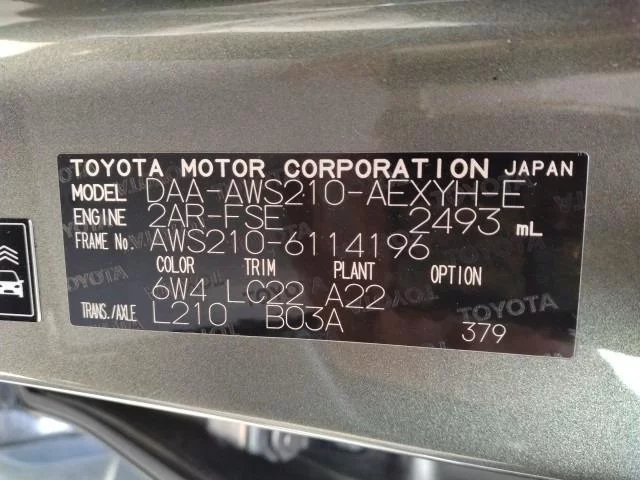 TOYOTA MOTOR CORPORATION JAPAN
MODEL DAA-AWS210-AEXYH-E
ENGINE 2AR-FSE 2493 mL
FRAME No. AWS210-6114196
COLOR TRIM PLANT OPTION
6W4 LC22 A22
TRANS./AXLE L210 B03A 379